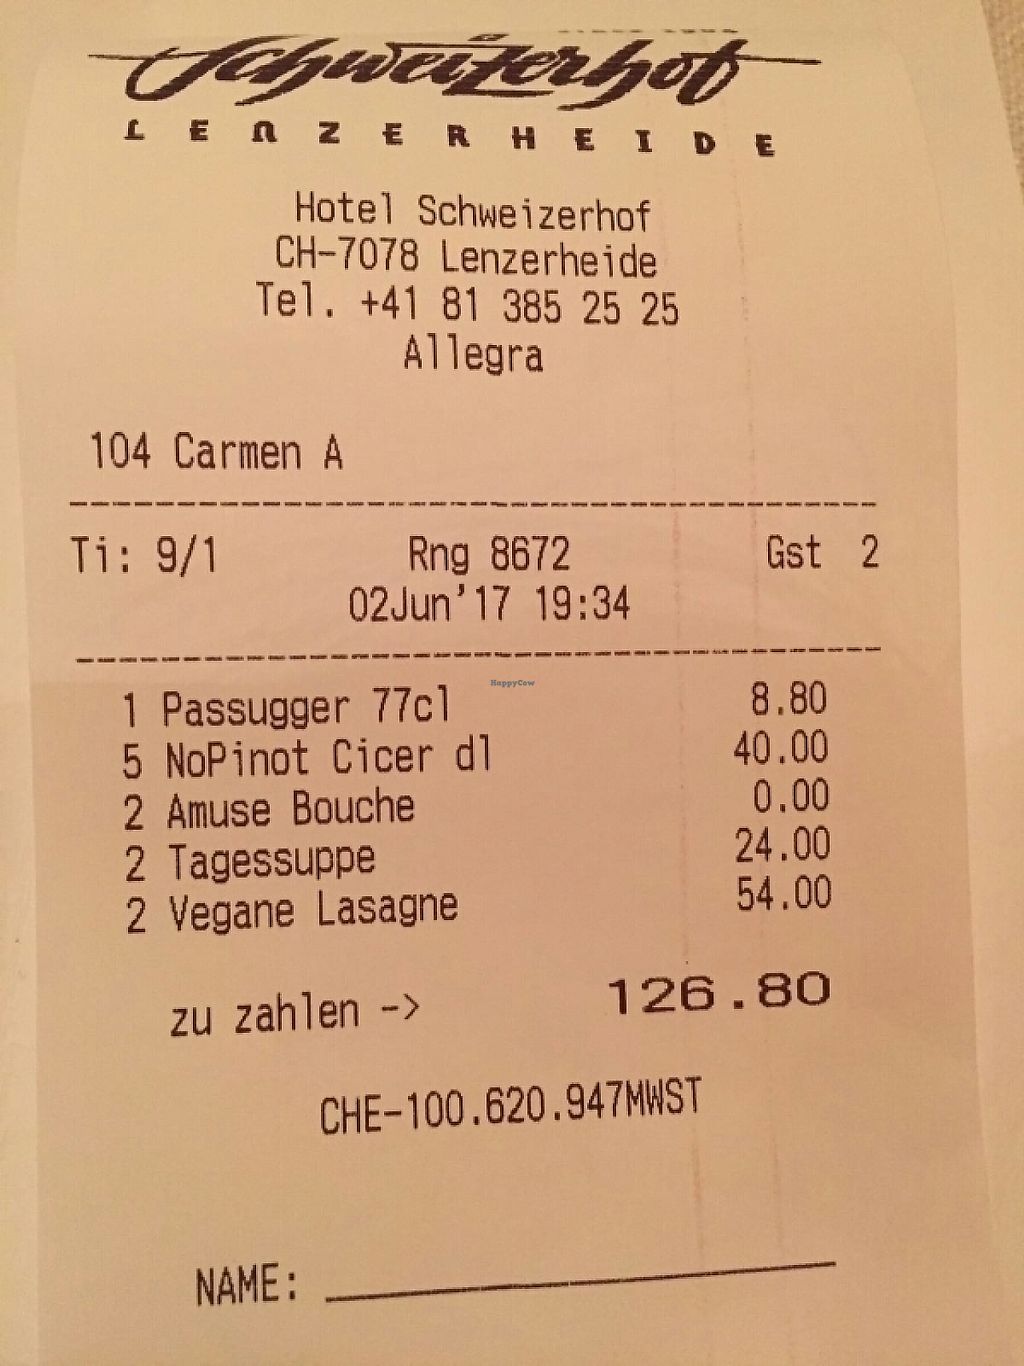 Schweizerhof
LENZERHEIDE
Hotel Schweizerhof
CH-7078 Lenzerheide
Tel. +41 81 385 25 25
Allegra
104 Carmen A
Ti: 9/1 Rng 8672 Gst 2
02Jun'17 19:34
1 Passugger 77cl 8.80
5 NoPinot Cicer dl 40.00
2 Amuse Bouche 0.00
2 Tagessuppe 24.00
2 Vegane Lasagne 54.00
zu zahlen -> 126.80
CHE-100.620.947MWST
NAME:
HappyCow